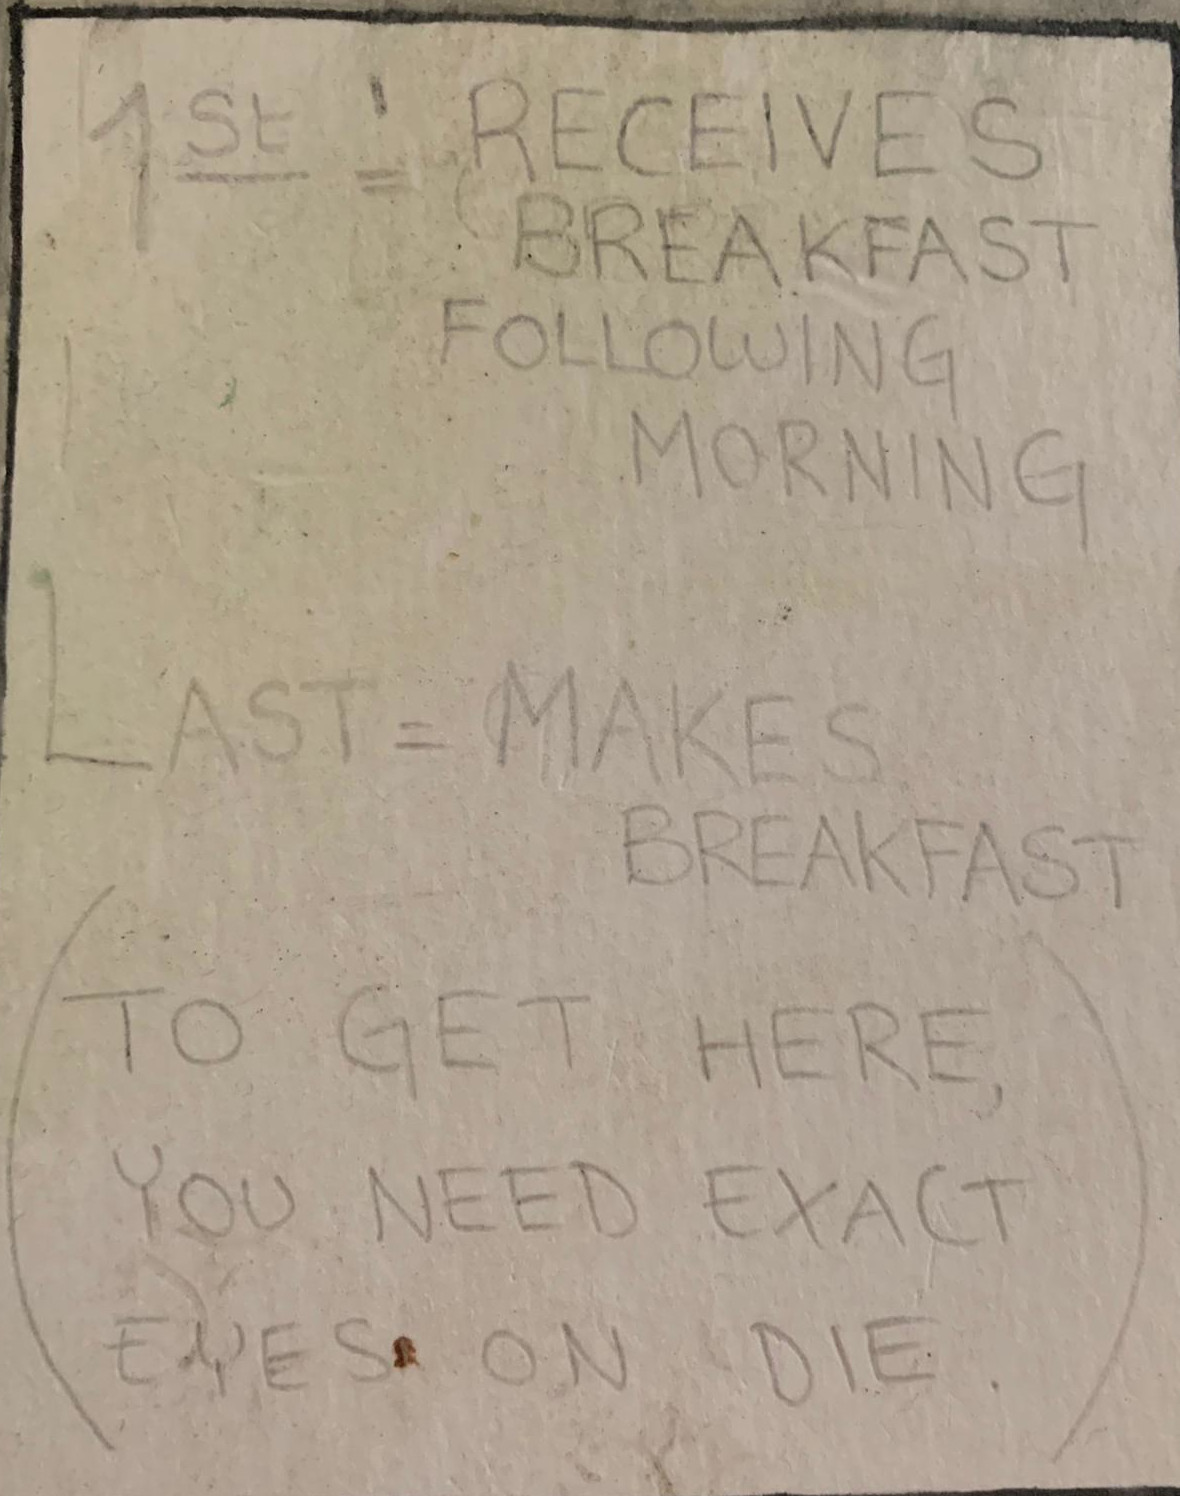 1st = RECEIVES
BREAKFAST
FOLLOWING
MORNING
LAST = MAKES
BREAKFAST
(TO GET HERE,
YOU NEED EXACT
EYES ON DIE.)